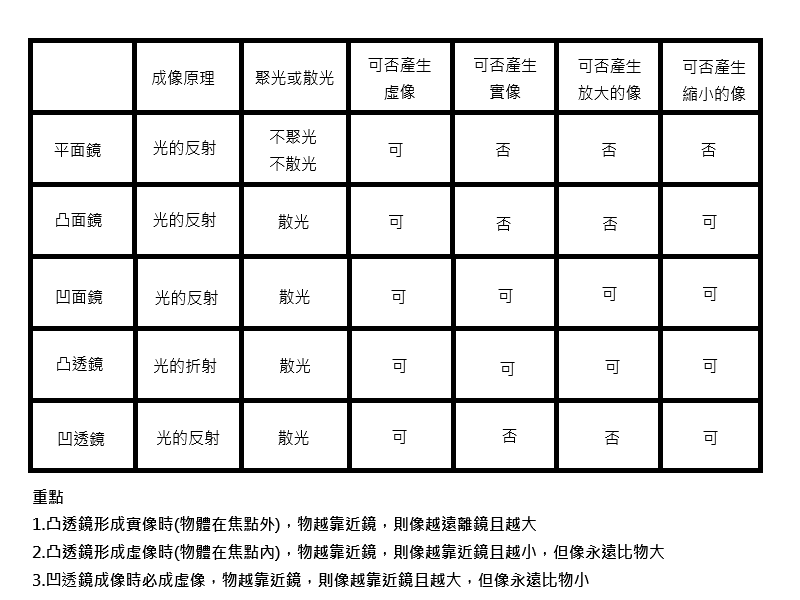 成像原理 聚光或散光 可否產生虛像 可否產生實像 可否產生放大的像 可否產生縮小的像
平面鏡 光的反射 不聚光不散光 可 否 否 否
凸面鏡 光的反射 散光 可 否 否 可
凹面鏡 光的反射 散光 可 可 可 可
凸透鏡 光的折射 散光 可 可 可 可
凹透鏡 光的反射 散光 可 否 否 可
重點
1.凸透鏡形成實像時(物體在焦點外)，物越靠近鏡，則像越遠離鏡且越大
2.凸透鏡形成虛像時(物體在焦點內)，物越靠近鏡，則像越靠近鏡且越小，但像永遠比物大
3.凹透鏡成像時必成虛像，物越靠近鏡，則像越靠近鏡且越大，但像永遠比物小